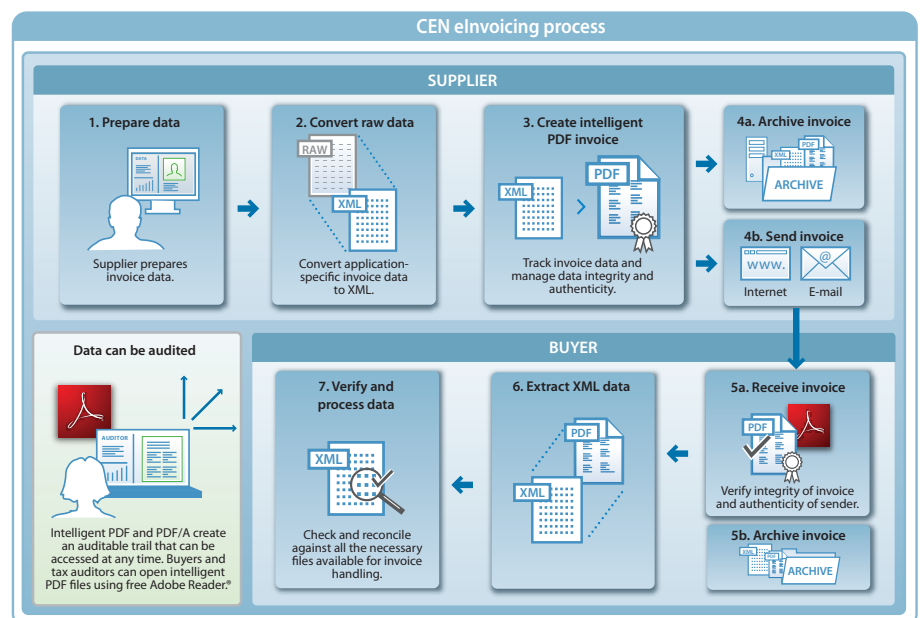 CEN eInvoicing process
SUPPLIER
1. Prepare data
DATA
Supplier prepares
invoice data.
2. Convert raw data
RAW
XML
Convert application-
specific invoice data
to XML.
3. Create intelligent
PDF invoice
XML
PDF
Track invoice data and
manage data integrity and
authenticity.
4a. Archive invoice
XML
PDF
ARCHIVE
4b. Send invoice
www.
@
Internet
E-mail
Data can be audited
AUDITOR
Intelligent PDF and PDF/A create
an auditable trail that can be
accessed at any time. Buyers and
tax auditors can open intelligent
PDF files using free Adobe Reader.®
BUYER
7. Verify and
process data
XML
Check and reconcile
against all the necessary
files available for invoice
handling.
6. Extract XML data
PDF
XML
5a. Receive invoice
PDF
Verify integrity of invoice
and authenticity of sender.
5b. Archive invoice
XML
PDF
ARCHIVE